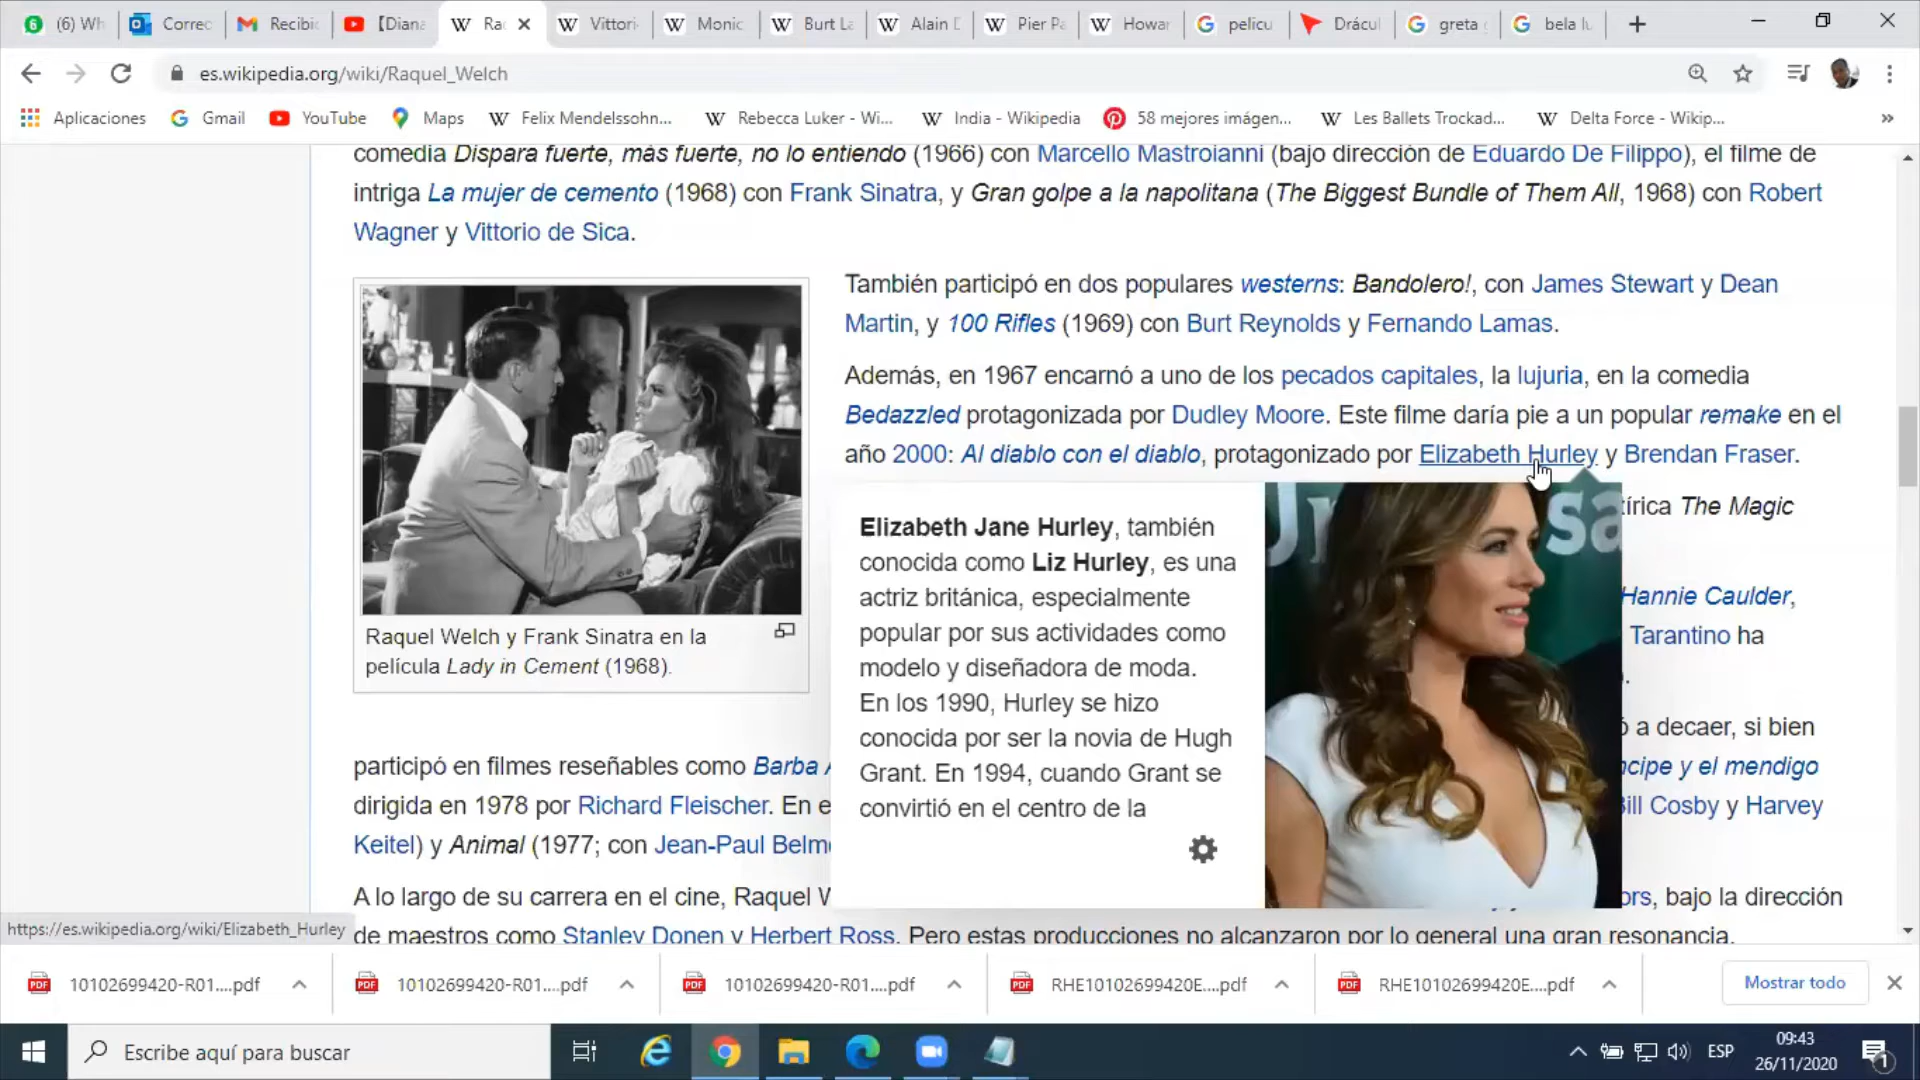 (6) Wh
Correo
Recibid
【Diana
Raq
Vittori
Monic
Burt La
Alain D
Pier Pa
Howar
pelicu
Drácul
greta g
bela lu
es.wikipedia.org/wiki/Raquel_Welch
Aplicaciones
Gmail
YouTube
Maps
Felix Mendelssohn...
Rebecca Luker - Wi...
India - Wikipedia
58 mejores imágen...
Les Ballets Trockad...
Delta Force - Wikip...
comedia Dispara fuerte, más fuerte, no lo entiendo (1966) con Marcello Mastroianni (bajo dirección de Eduardo De Filippo), el filme de
intriga La mujer de cemento (1968) con Frank Sinatra, y Gran golpe a la napolitana (The Biggest Bundle of Them All, 1968) con Robert
Wagner y Vittorio de Sica.
También participó en dos populares westerns: Bandolero!, con James Stewart y Dean
Martin, y 100 Rifles (1969) con Burt Reynolds y Fernando Lamas.
Además, en 1967 encarnó a uno de los pecados capitales, la lujuria, en la comedia
Bedazzled protagonizada por Dudley Moore. Este filme daría pie a un popular remake en el
año 2000: Al diablo con el diablo, protagonizado por Elizabeth Hurley y Brendan Fraser.
tírica The Magic
Hannie Caulder,
Tarantino ha
ó a decaer, si bien
ncipe y el mendigo
Bill Cosby y Harvey
Elizabeth Jane Hurley, también
conocida como Liz Hurley, es una
actriz británica, especialmente
popular por sus actividades como
modelo y diseñadora de moda.
En los 1990, Hurley se hizo
conocida por ser la novia de Hugh
Grant. En 1994, cuando Grant se
convirtió en el centro de la
sa
Raquel Welch y Frank Sinatra en la
película Lady in Cement (1968).
participó en filmes reseñables como Barba A
dirigida en 1978 por Richard Fleischer. En e
Keitel) y Animal (1977; con Jean-Paul Belmo
A lo largo de su carrera en el cine, Raquel W
ors, bajo la dirección
de maestros como Stanley Donen y Herbert Ross. Pero estas producciones no alcanzaron por lo general una gran resonancia.
https://es.wikipedia.org/wiki/Elizabeth_Hurley
10102699420-R01....pdf
10102699420-R01....pdf
10102699420-R01....pdf
RHE10102699420E....pdf
RHE10102699420E....pdf
Mostrar todo
Escribe aquí para buscar
ESP
09:43
26/11/2020
1